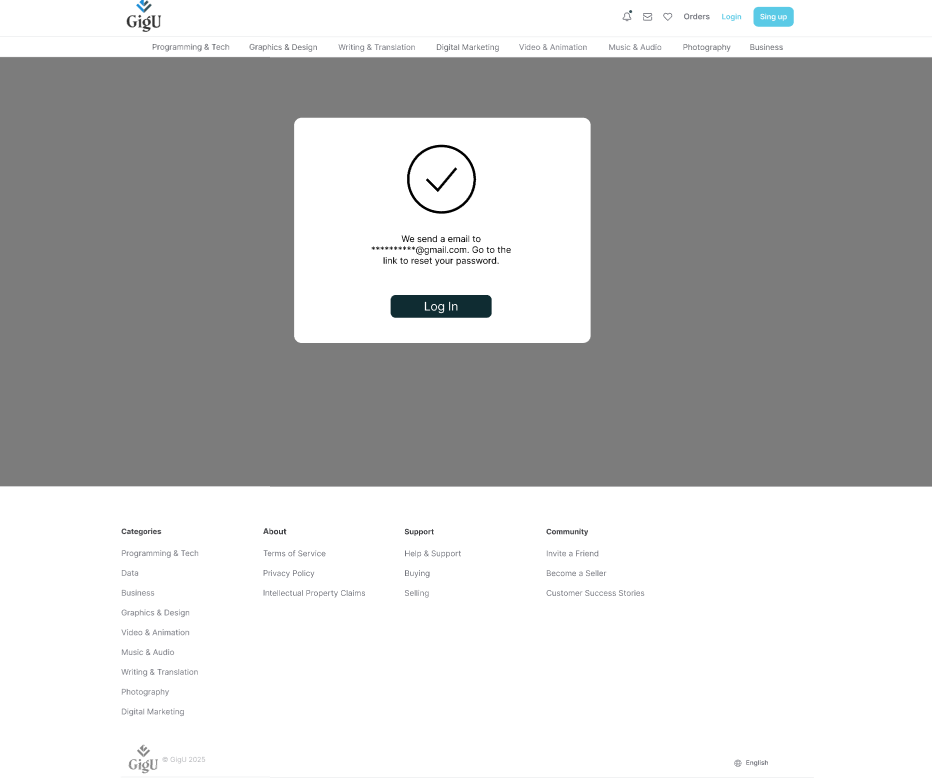 GigU
Orders Login Sing up
Programming & Tech Graphics & Design Writing & Translation Digital Marketing Video & Animation Music & Audio Photography Business
We send a email to
**********@gmail.com. Go to the
link to reset your password.
Log In
Categories
Programming & Tech
Data
Business
Graphics & Design
Video & Animation
Music & Audio
Writing & Translation
Photography
Digital Marketing
About
Terms of Service
Privacy Policy
Intellectual Property Claims
Support
Help & Support
Buying
Selling
Community
Invite a Friend
Become a Seller
Customer Success Stories
GigU © GigU 2025
English